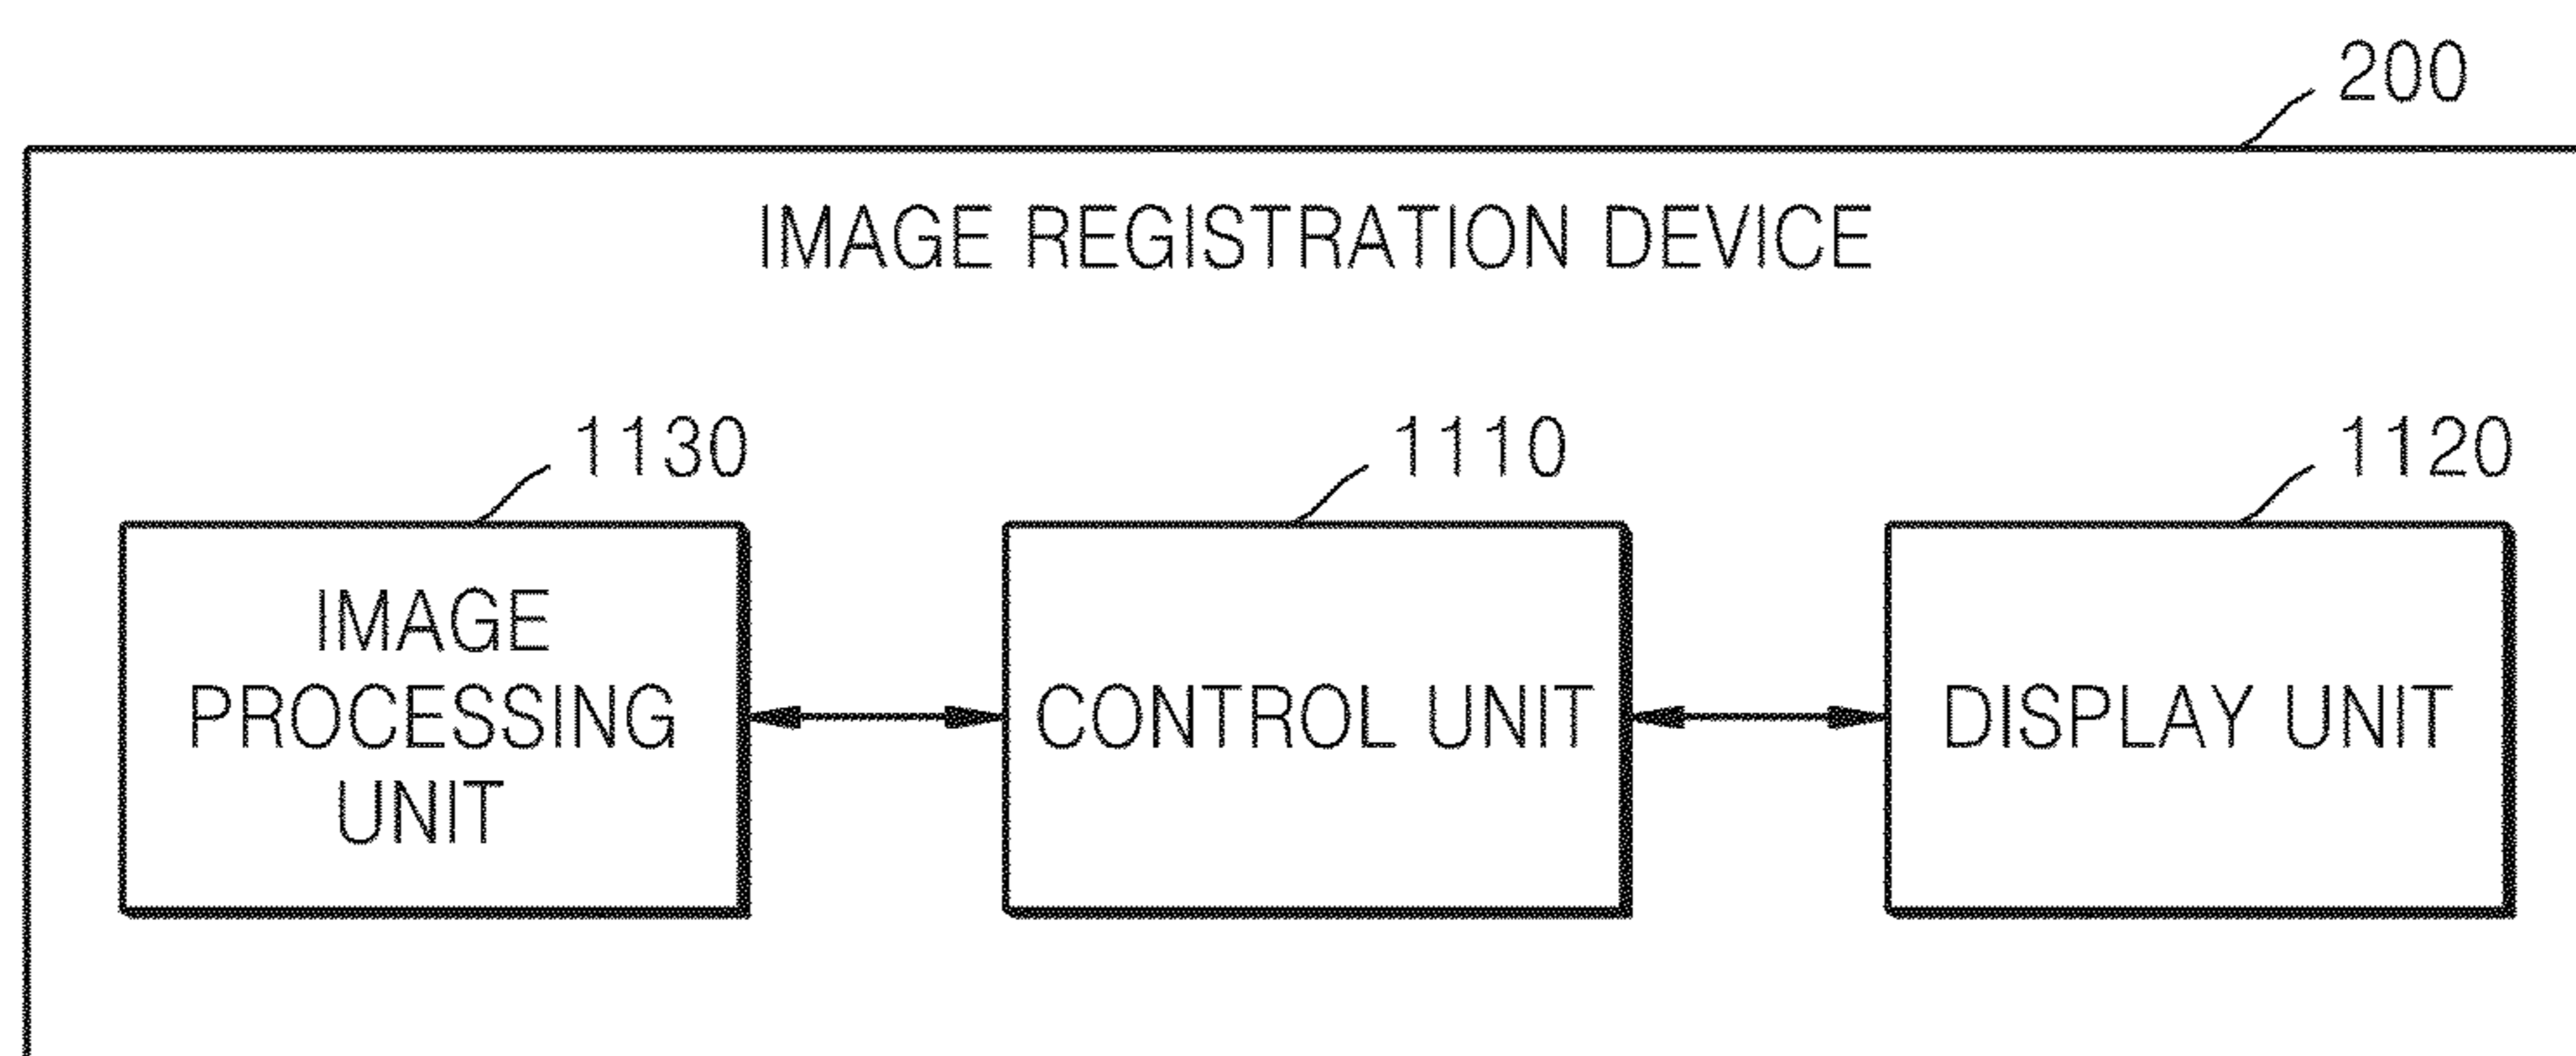 200
IMAGE REGISTRATION DEVICE
1130
1110
1120
IMAGE
PROCESSING
UNIT
CONTROL UNIT
DISPLAY UNIT